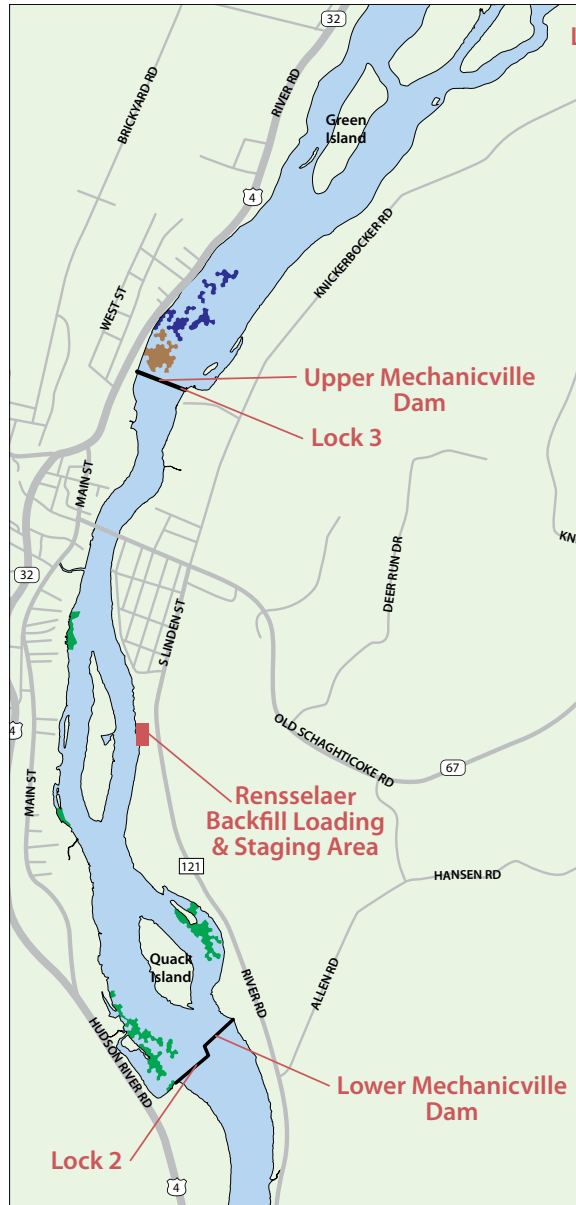 32
L
RIVER RD
BRICKYARD RD
Green
Island
4
KNICKERBOCKER RD
WEST ST
Upper Mechanicville
Dam
Lock 3
MAIN ST
32
KN
DEER RUN DR
S LINDEN ST
OLD SCHAGHTICOKE RD
4
67
MAIN ST
Rensselaer
Backfill Loading
& Staging Area
121
HANSEN RD
Quack
Island
RIVER RD
ALLEN RD
HUDSON RIVER RD
Lower Mechanicville
Dam
Lock 2
4